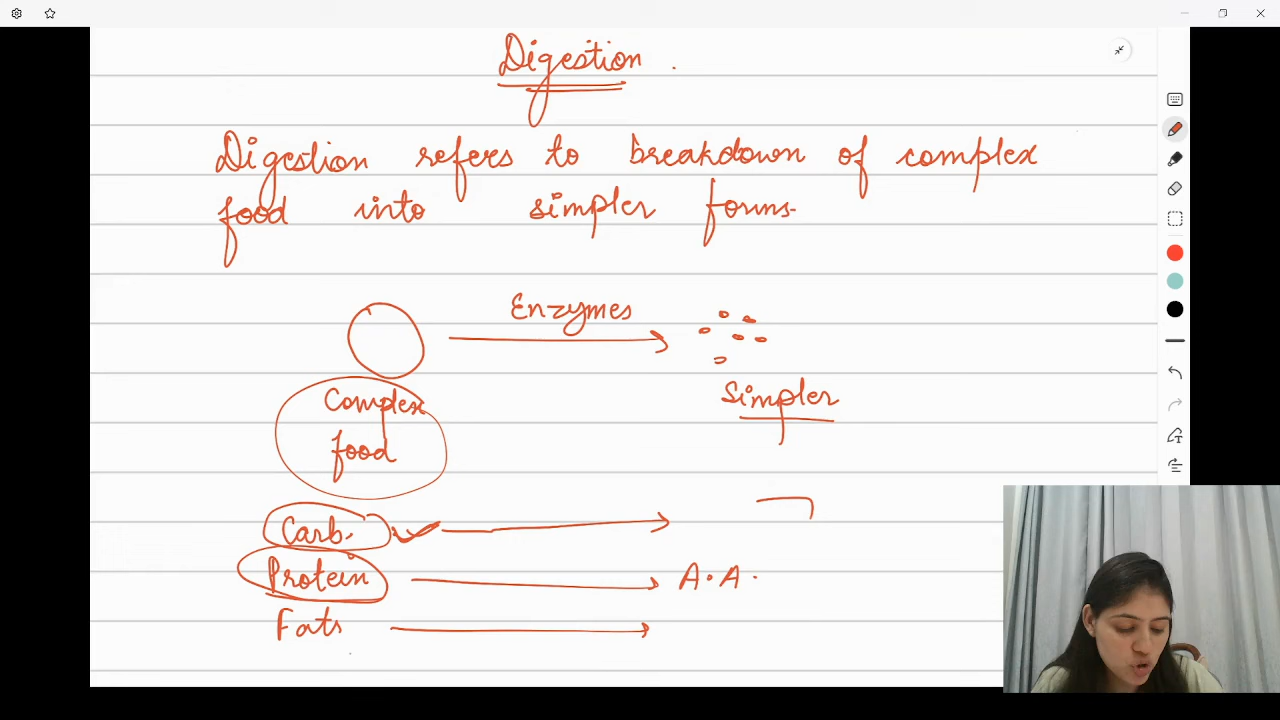 Digestion.
Digestion refers to breakdown of complex
food into simpler forms.
Enzymes
Complex
food
Simpler
Carb.
Protein A.A.
Fats